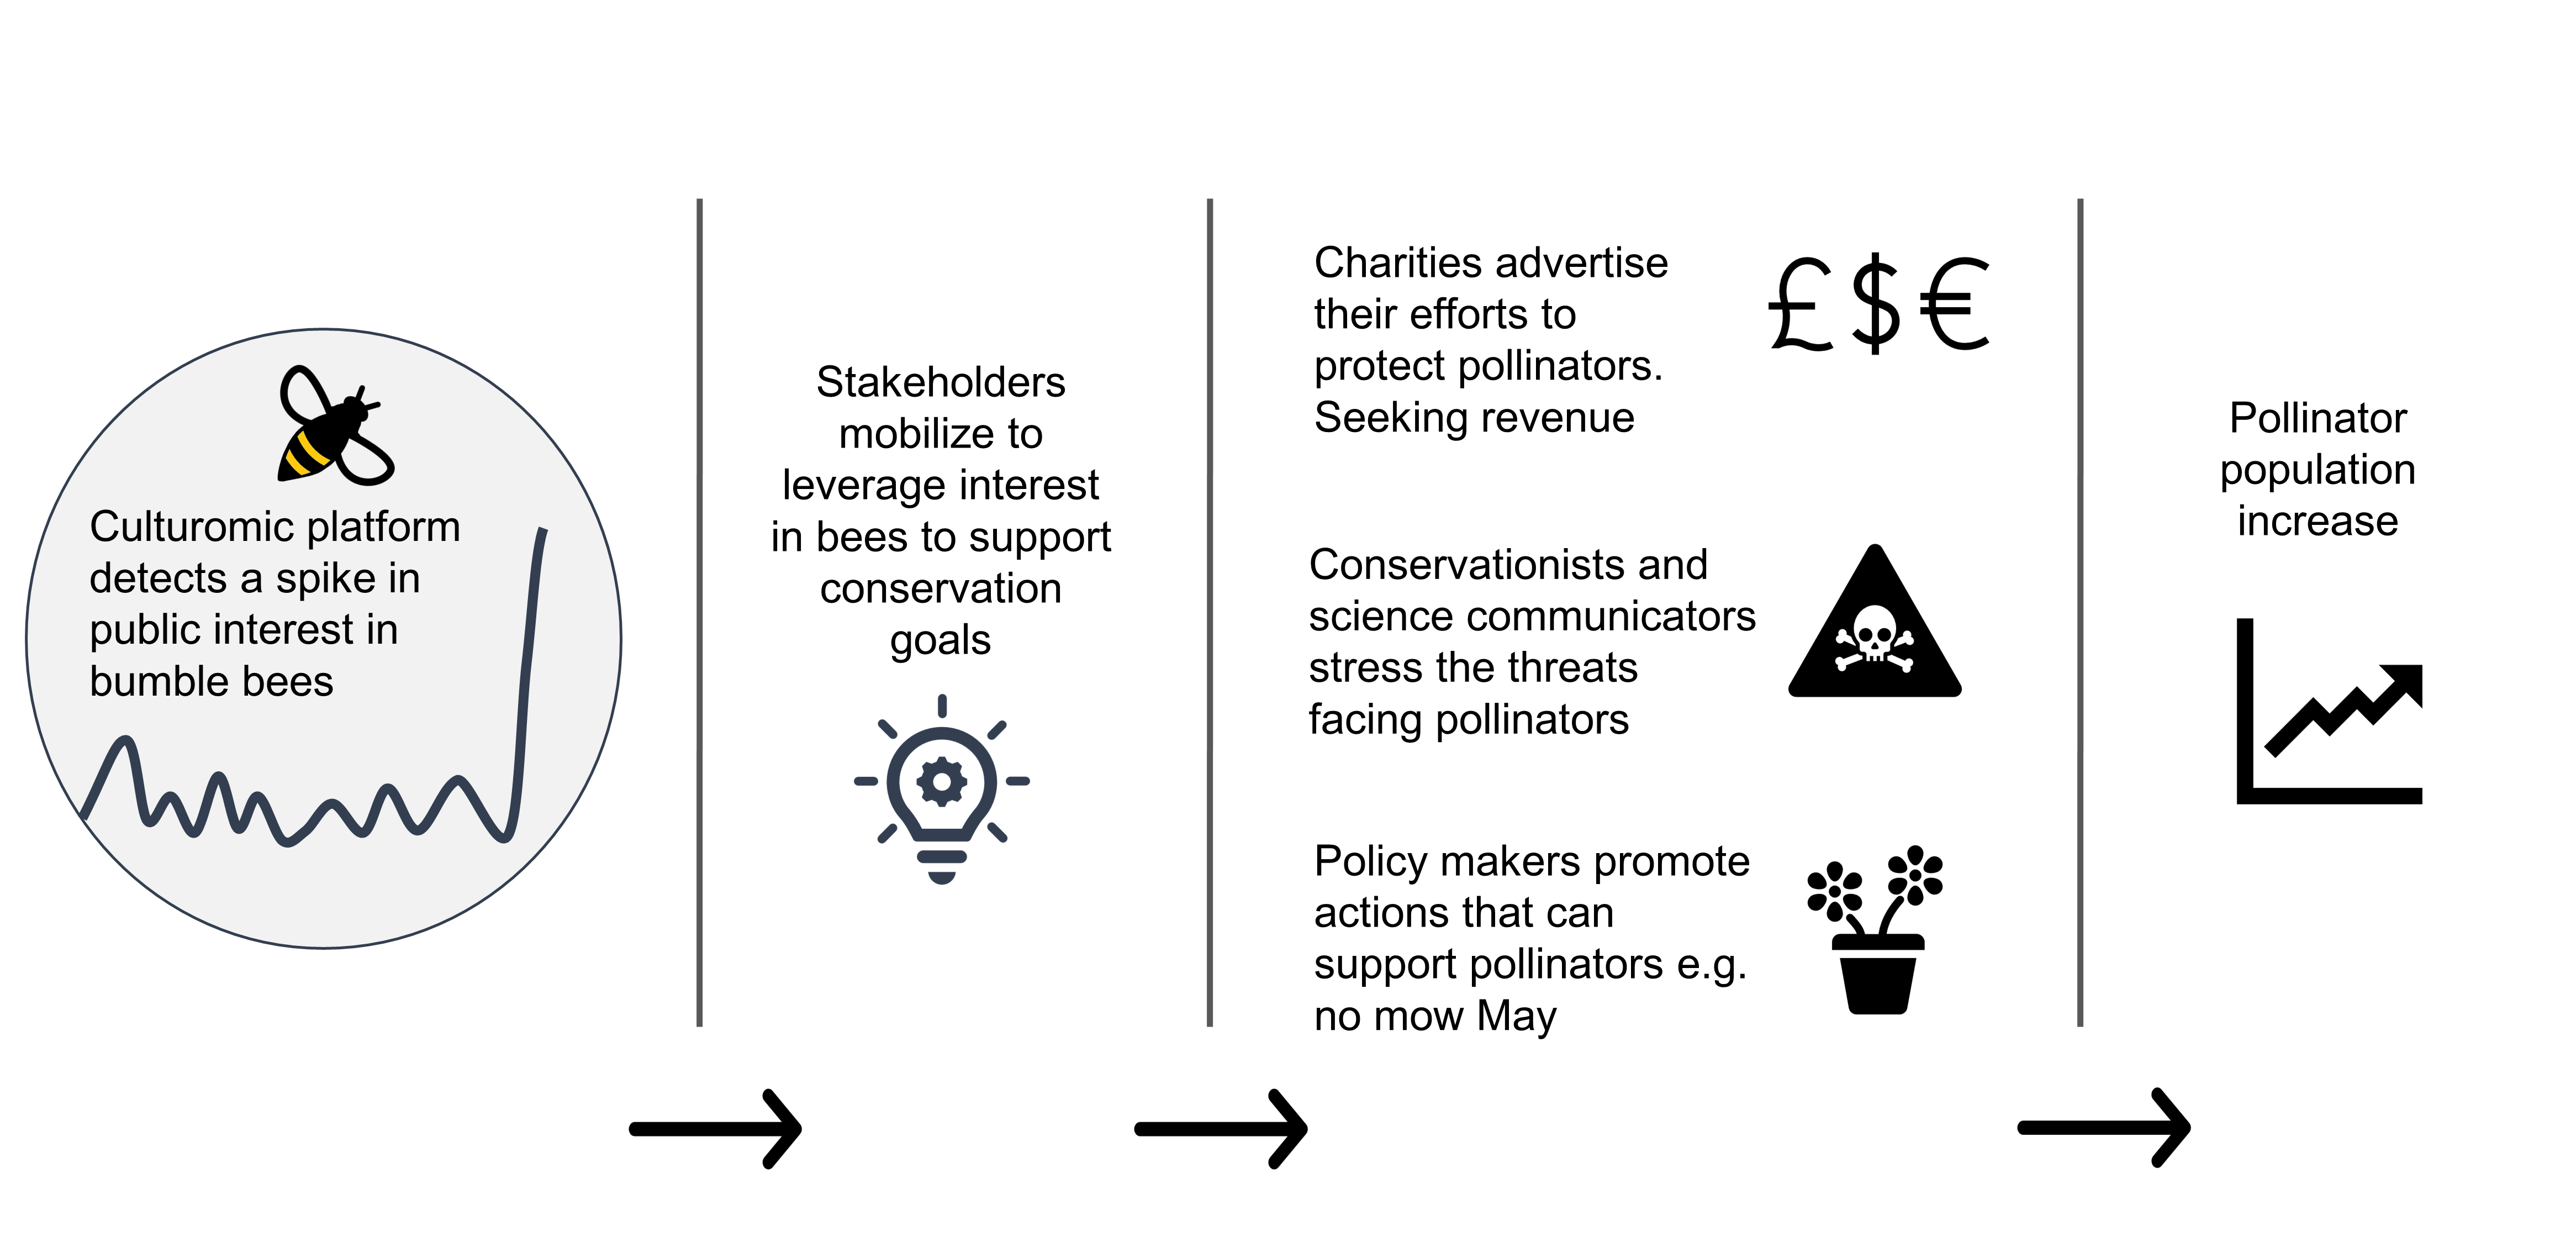 Culturomic platform
detects a spike in
public interest in
bumble bees
Stakeholders
mobilize to
leverage interest
in bees to support
conservation
goals
Charities advertise
their efforts to
protect pollinators.
Seeking revenue
£$€
Conservationists and
science communicators
stress the threats
facing pollinators
Policy makers promote
actions that can
support pollinators e.g.
no mow May
Pollinator
population
increase